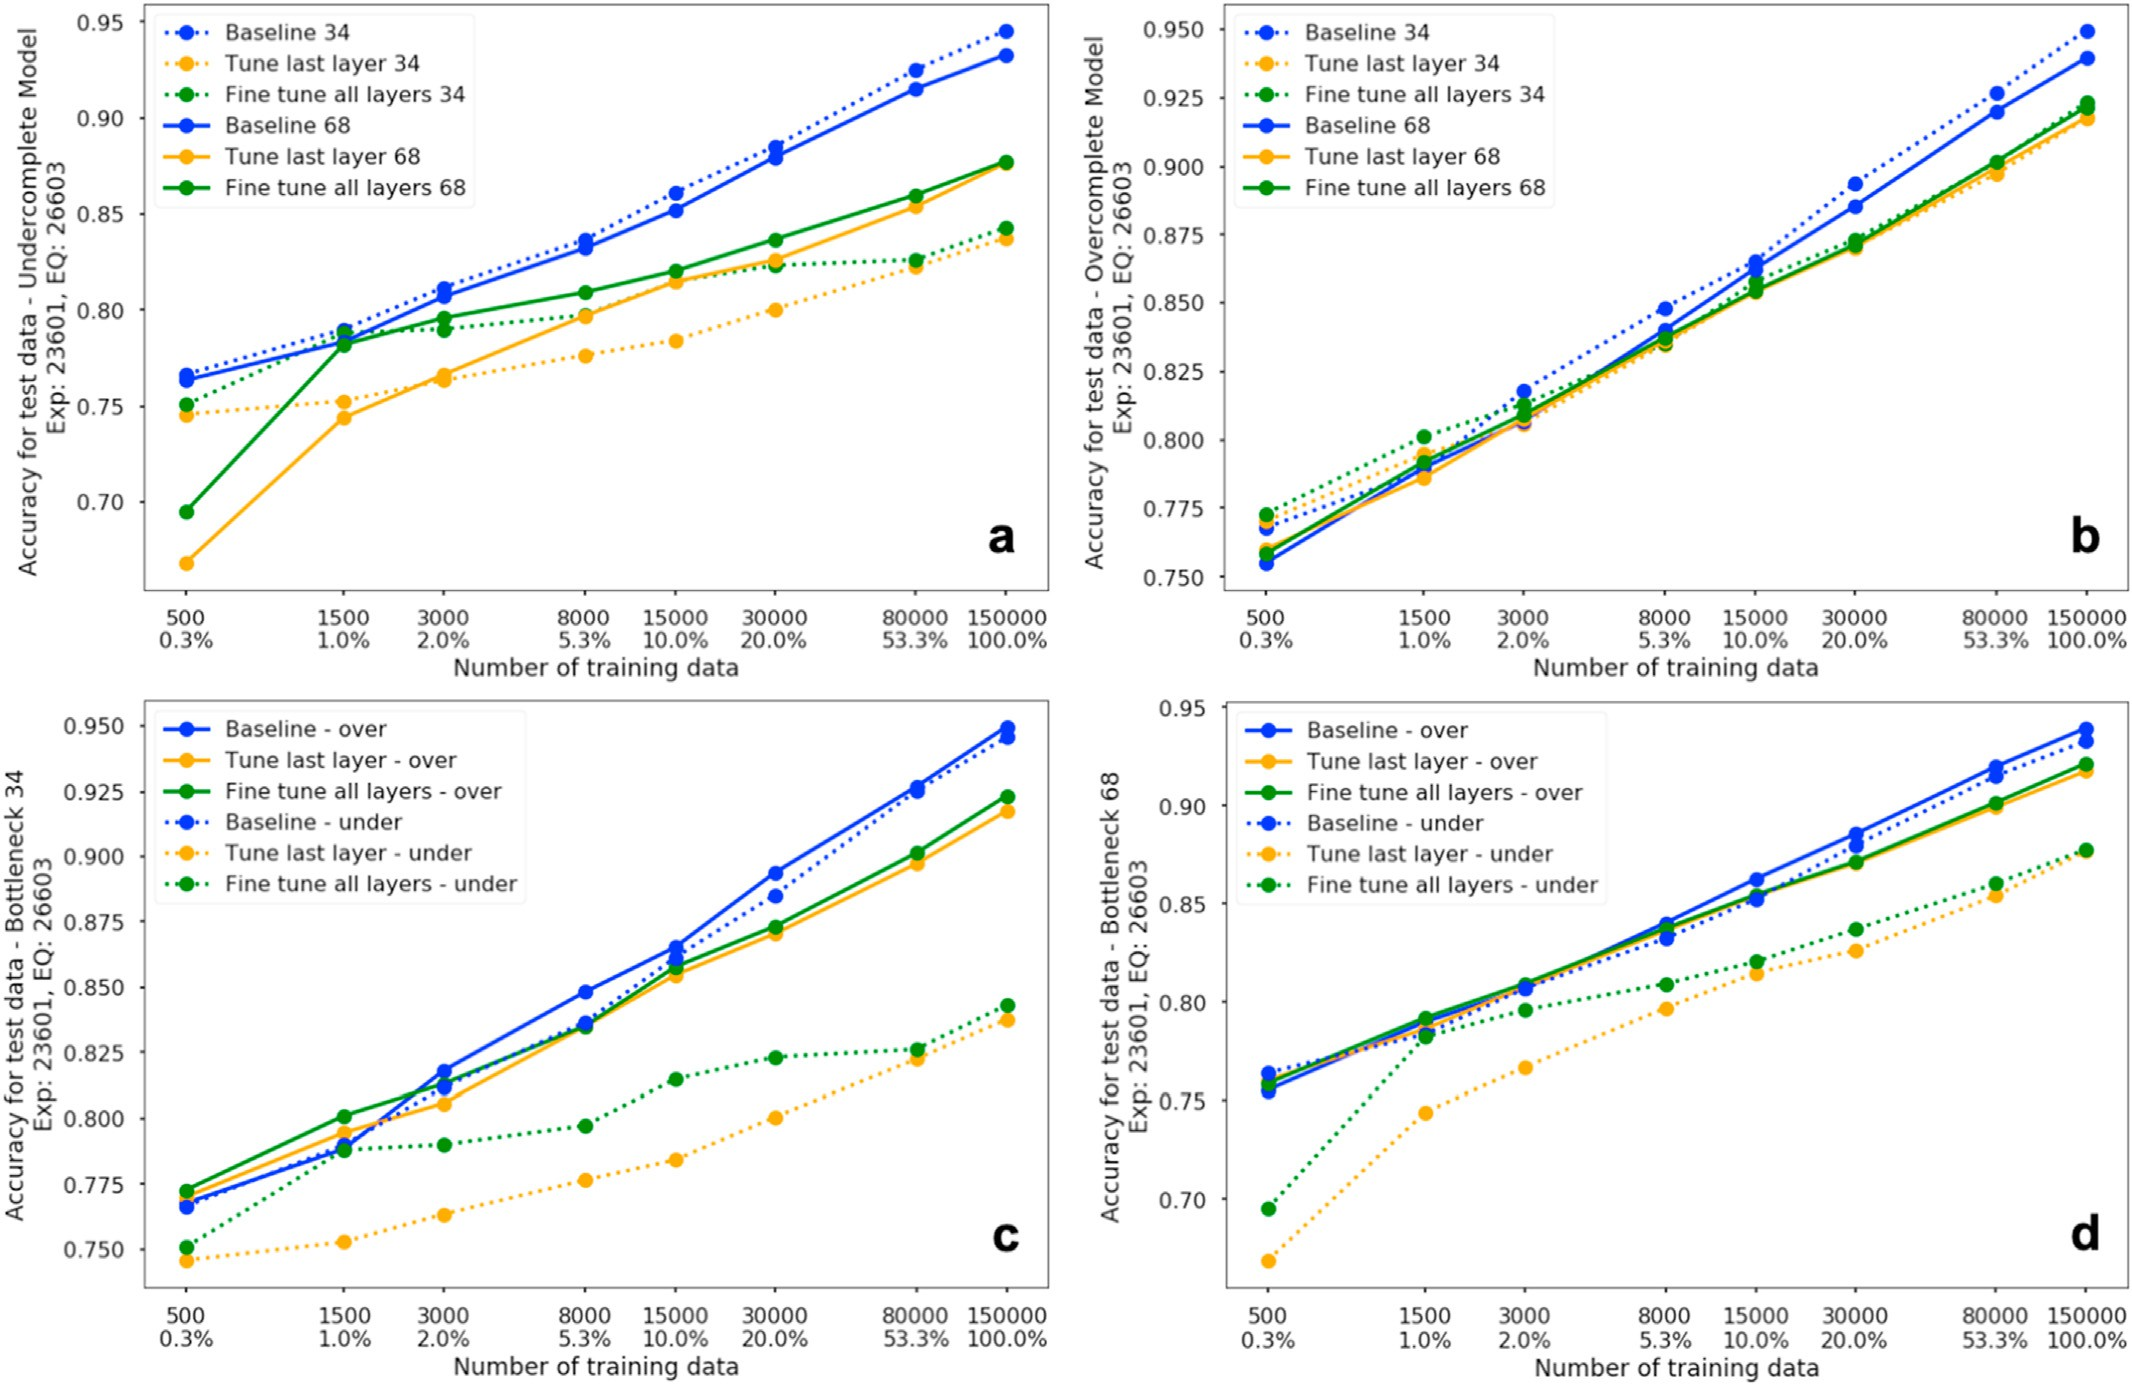 Accuracy for test data - Undercomplete Model
Exp: 23601, EQ: 26603
0.95
0.90
0.85
0.80
0.75
0.70
Baseline 34
Tune last layer 34
Fine tune all layers 34
Baseline 68
Tune last layer 68
Fine tune all layers 68
a
500 1500 3000 8000 15000 30000 80000 150000
0.3% 1.0% 2.0% 5.3% 10.0% 20.0% 53.3% 100.0%
Number of training data
Accuracy for test data - Overcomplete Model
Exp: 23601, EQ: 26603
0.950
0.925
0.900
0.875
0.850
0.825
0.800
0.775
0.750
Baseline 34
Tune last layer 34
Fine tune all layers 34
Baseline 68
Tune last layer 68
Fine tune all layers 68
b
500 1500 3000 8000 15000 30000 80000 150000
0.3% 1.0% 2.0% 5.3% 10.0% 20.0% 53.3% 100.0%
Number of training data
Accuracy for test data - Bottleneck 34
Exp: 23601, EQ: 26603
0.950
0.925
0.900
0.875
0.850
0.825
0.800
0.775
0.750
Baseline - over
Tune last layer - over
Fine tune all layers - over
Baseline - under
Tune last layer - under
Fine tune all layers - under
c
500 1500 3000 8000 15000 30000 80000 150000
0.3% 1.0% 2.0% 5.3% 10.0% 20.0% 53.3% 100.0%
Number of training data
Accuracy for test data - Bottleneck 68
Exp: 23601, EQ: 26603
0.95
0.90
0.85
0.80
0.75
0.70
Baseline - over
Tune last layer - over
Fine tune all layers - over
Baseline - under
Tune last layer - under
Fine tune all layers - under
d
500 1500 3000 8000 15000 30000 80000 150000
0.3% 1.0% 2.0% 5.3% 10.0% 20.0% 53.3% 100.0%
Number of training data